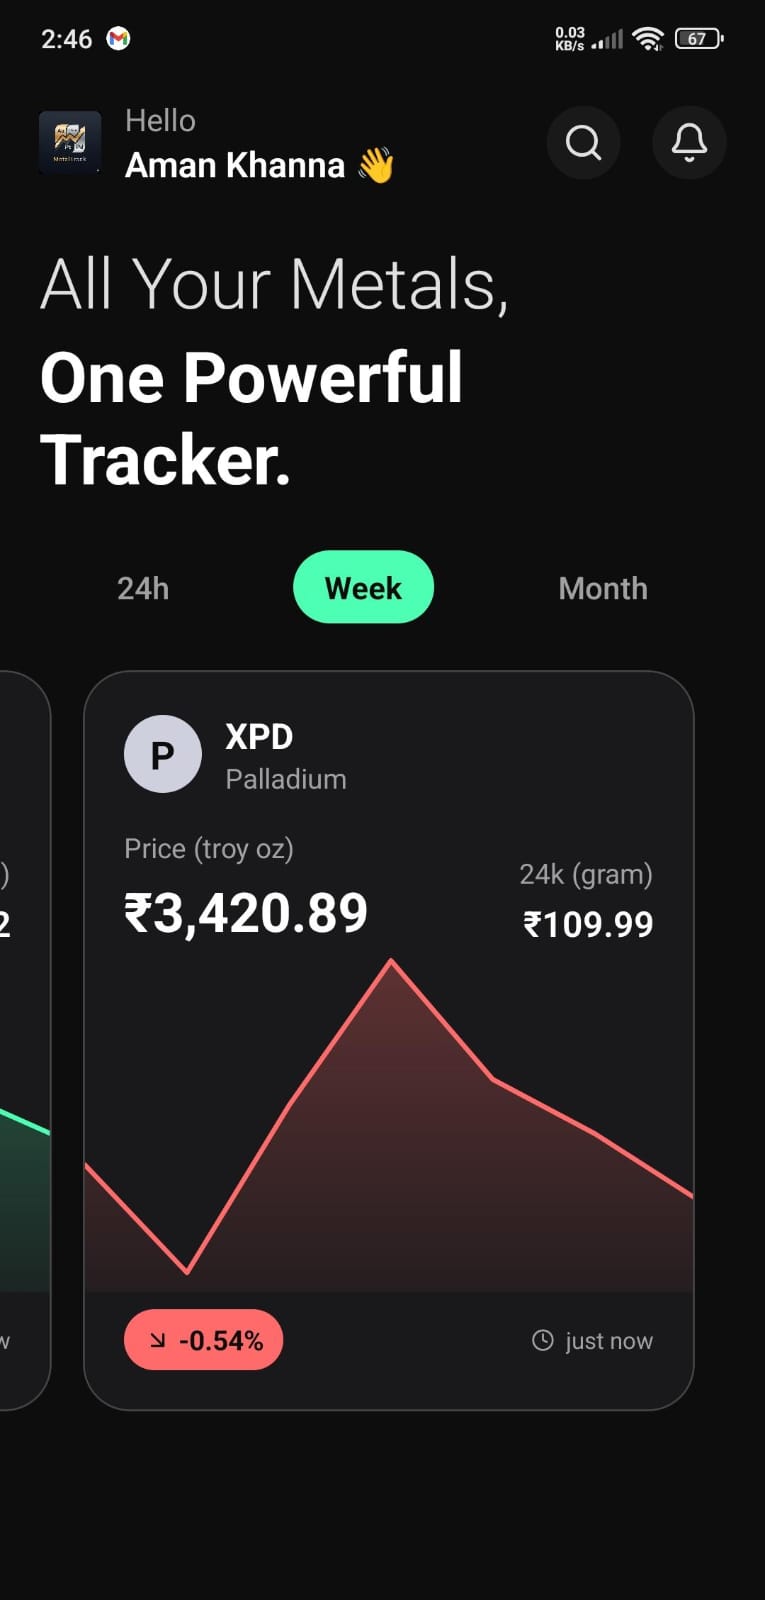 2:46
0.03
KB/s
67
Hello
Aman Khanna 👋
All Your Metals,
One Powerful
Tracker.
24h Week Month
P
XPD
Palladium
Price (troy oz)
₹3,420.89
24k (gram)
₹109.99
)
2
-0.54%
just now
w